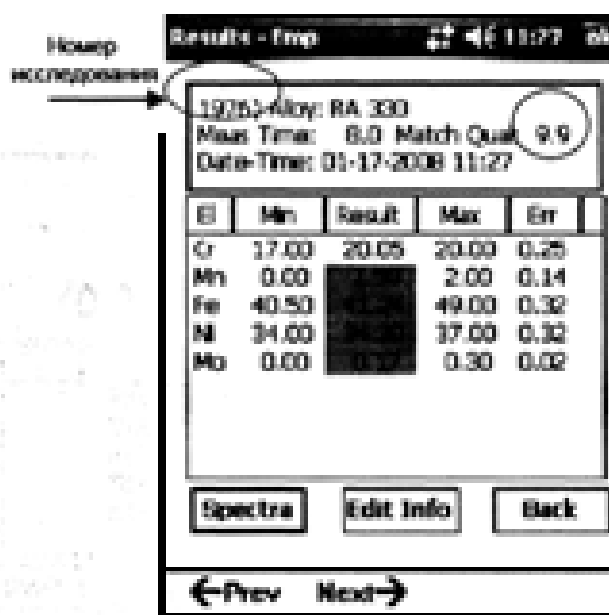 Номер
исследования
Results - Emp 11:27
Alloy: RA 330
Meas Time: 8.0 Match Qual 9.9
Date-Time: 01-17-2008 11:27
El Min Result Max Err
Cr 17.00 20.05 20.00 0.25
Mn 0.00 2.00 0.14
Fe 40.50 49.00 0.32
Ni 34.00 37.00 0.32
Mo 0.00 0.30 0.02
Spectra Edit Info Back
Prev Next